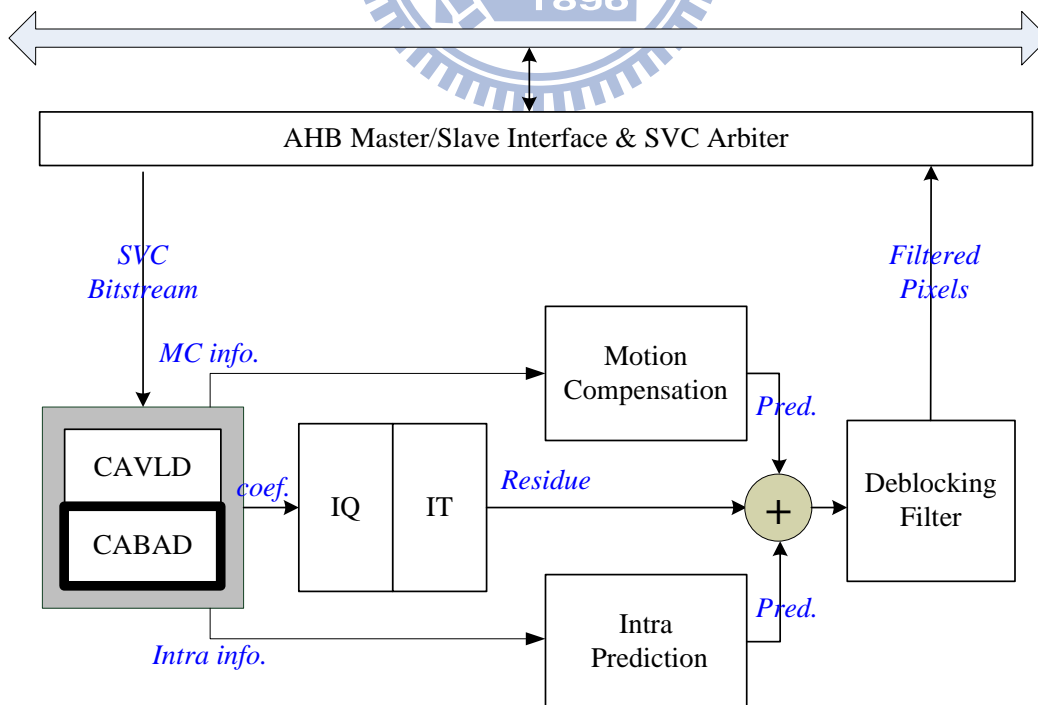 1898
AHB Master/Slave Interface & SVC Arbiter
SVC
Bitstream
Filtered
Pixels
MC info.
Motion
Compensation
Pred.
CAVLD
CABAD
coef.
IQ
IT
Residue
+
Deblocking
Filter
Pred.
Intra info.
Intra
Prediction